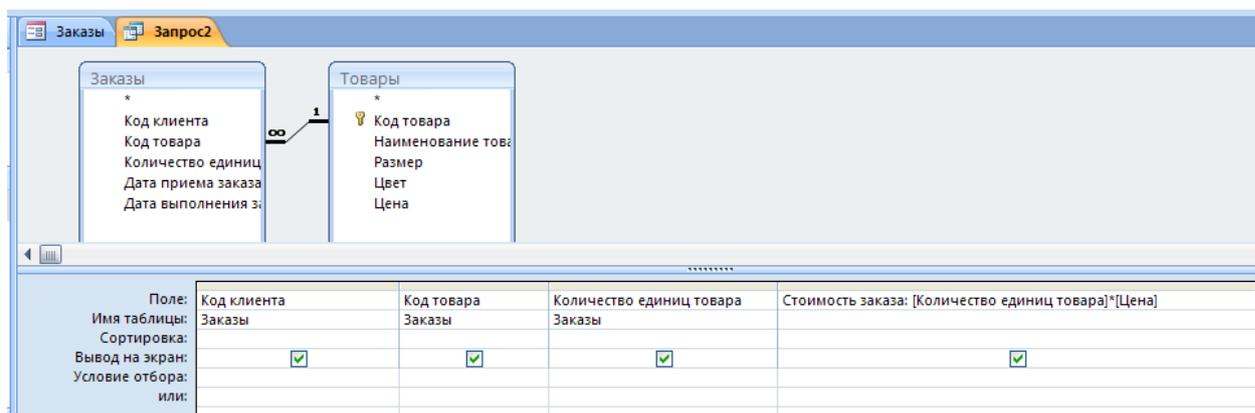 Заказы Запрос2
Заказы
*
Код клиента
Код товара
Количество единиц
Дата приема заказа
Дата выполнения за
∞ 1
Товары
*
Код товара
Наименование това
Размер
Цвет
Цена
Поле: Код клиента Код товара Количество единиц товара Стоимость заказа: [Количество единиц товара]*[Цена]
Имя таблицы: Заказы Заказы Заказы
Сортировка:
Вывод на экран:
Условие отбора:
или: